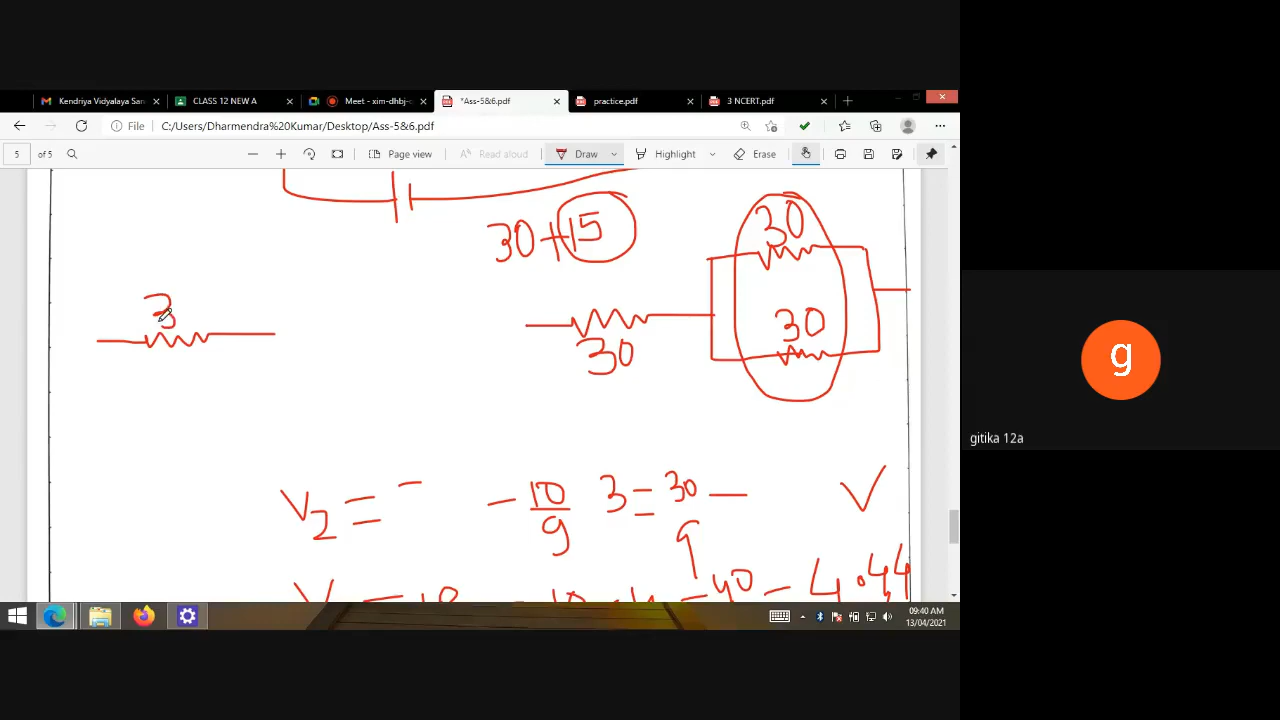 Kendriya Vidyalaya San
CLASS 12 NEW A
Meet - xim-dhbj-c
*Ass-5&6.pdf
practice.pdf
3 NCERT.pdf
File
C:/Users/Dharmendra%20Kumar/Desktop/Ass-5&6.pdf
5 of 5
Page view
Read aloud
Draw
Highlight
Erase
30+15
30
30
30
3
V2 = - - 10/9 3 = 30/9 - V
- 40 - 4.44
g
gitika 12a
09:40 AM
13/04/2021